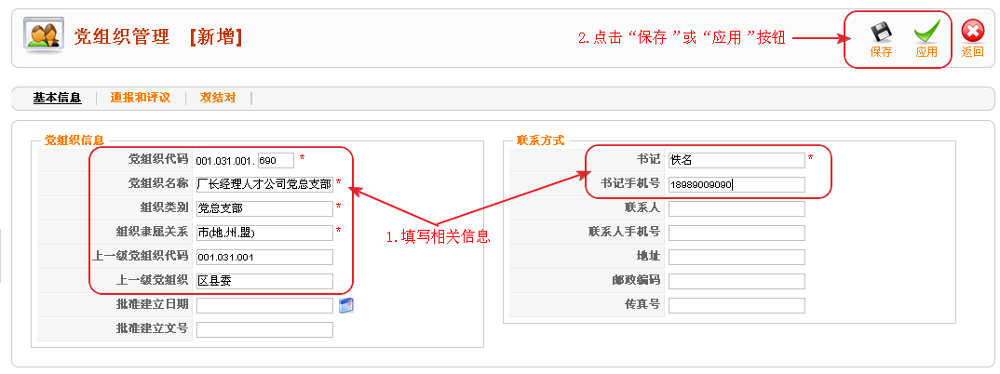 党组织管理 [新增]
2.点击“保存”或“应用”按钮
保存 应用 返回
基本信息 通报和评议 双结对
党组织信息
党组织代码 001.031.001. 690 *
党组织名称 厂长经理人才公司党总支部 *
组织类别 党总支部 *
组织隶属关系 市(地,州,盟) *
上一级党组织代码 001.031.001
上一级党组织 区县委
批准建立日期
批准建立文号
1.填写相关信息
联系方式
书记 佚名 *
书记手机号 18989009090
联系人
联系人手机号
地址
邮政编码
传真号